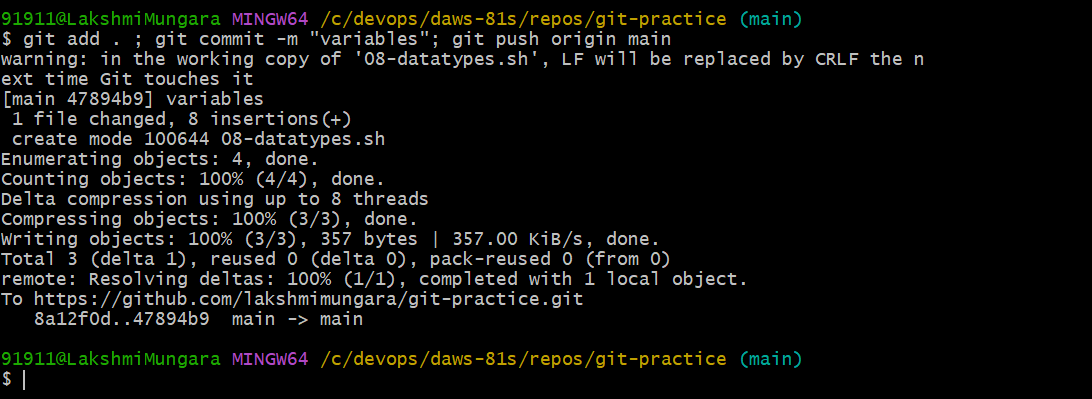 91911@LakshmiMungara MINGW64 /c/devops/daws-81s/repos/git-practice (main)
$ git add . ; git commit -m "variables"; git push origin main
warning: in the working copy of '08-datatypes.sh', LF will be replaced by CRLF the n
ext time Git touches it
[main 47894b9] variables
 1 file changed, 8 insertions(+)
 create mode 100644 08-datatypes.sh
Enumerating objects: 4, done.
Counting objects: 100% (4/4), done.
Delta compression using up to 8 threads
Compressing objects: 100% (3/3), done.
Writing objects: 100% (3/3), 357 bytes | 357.00 KiB/s, done.
Total 3 (delta 1), reused 0 (delta 0), pack-reused 0 (from 0)
remote: Resolving deltas: 100% (1/1), completed with 1 local object.
To https://github.com/lakshmimungara/git-practice.git
   8a12f0d..47894b9  main -> main
91911@LakshmiMungara MINGW64 /c/devops/daws-81s/repos/git-practice (main)
$